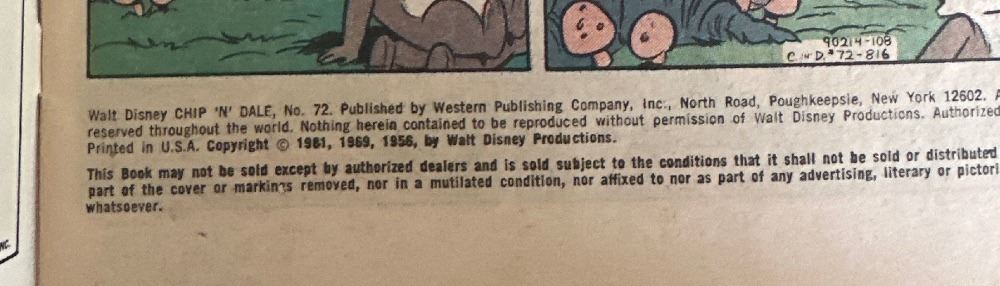 90214-108
C 'N' D. #72-816
Walt Disney CHIP 'N' DALE, No. 72. Published by Western Publishing Company, Inc., North Road, Poughkeepsie, New York 12602. A
reserved throughout the world. Nothing herein contained to be reproduced without permission of Walt Disney Productions. Authorized
Printed in U.S.A. Copyright © 1981, 1969, 1956, by Walt Disney Productions.
This Book may not be sold except by authorized dealers and is sold subject to the conditions that it shall not be sold or distributed
part of the cover or markings removed, nor in a mutilated condition, nor affixed to nor as part of any advertising, literary or pictori
whatsoever.
NC.